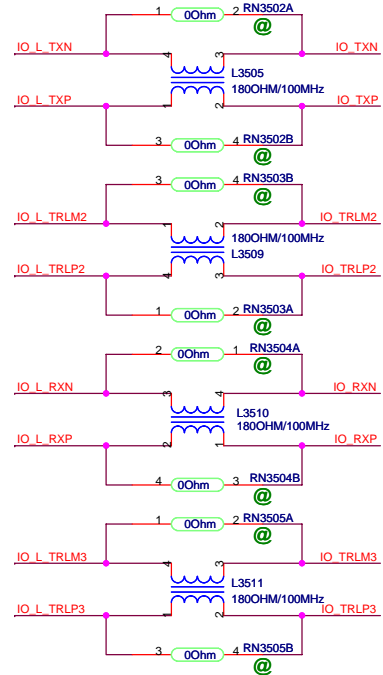 1 0Ohm 2 RN3502A
@
IO_L_TXN 4 3 IO_TXN
L3505
180OHM/100MHz
IO_L_TXP 1 2 IO_TXP
3 0Ohm 4 RN3502B
@
3 0Ohm 4 RN3503B
@
IO_L_TRLM2 1 2 IO_TRLM2
180OHM/100MHz
L3509
IO_L_TRLP2 4 3 IO_TRLP2
1 0Ohm 2 RN3503A
@
2 0Ohm 1 RN3504A
@
IO_L_RXN 3 4 IO_RXN
L3510
180OHM/100MHz
IO_L_RXP 2 1 IO_RXP
4 0Ohm 3 RN3504B
@
1 0Ohm 2 RN3505A
@
IO_L_TRLM3 4 3 IO_TRLM3
L3511
180OHM/100MHz
IO_L_TRLP3 1 2 IO_TRLP3
3 0Ohm 4 RN3505B
@